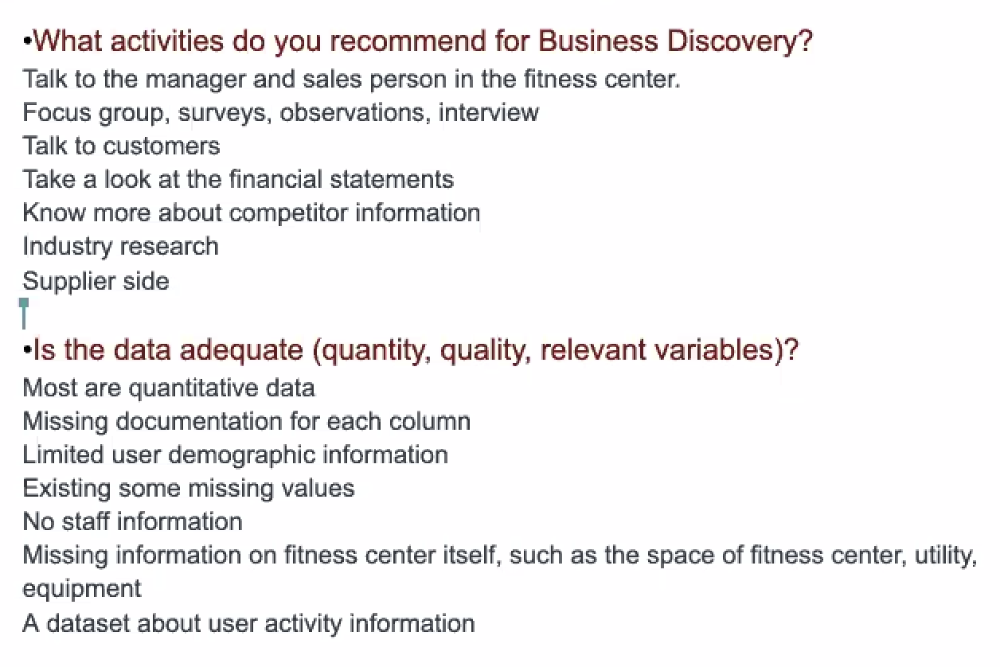 •What activities do you recommend for Business Discovery?
Talk to the manager and sales person in the fitness center.
Focus group, surveys, observations, interview
Talk to customers
Take a look at the financial statements
Know more about competitor information
Industry research
Supplier side
•Is the data adequate (quantity, quality, relevant variables)?
Most are quantitative data
Missing documentation for each column
Limited user demographic information
Existing some missing values
No staff information
Missing information on fitness center itself, such as the space of fitness center, utility,
equipment
A dataset about user activity information